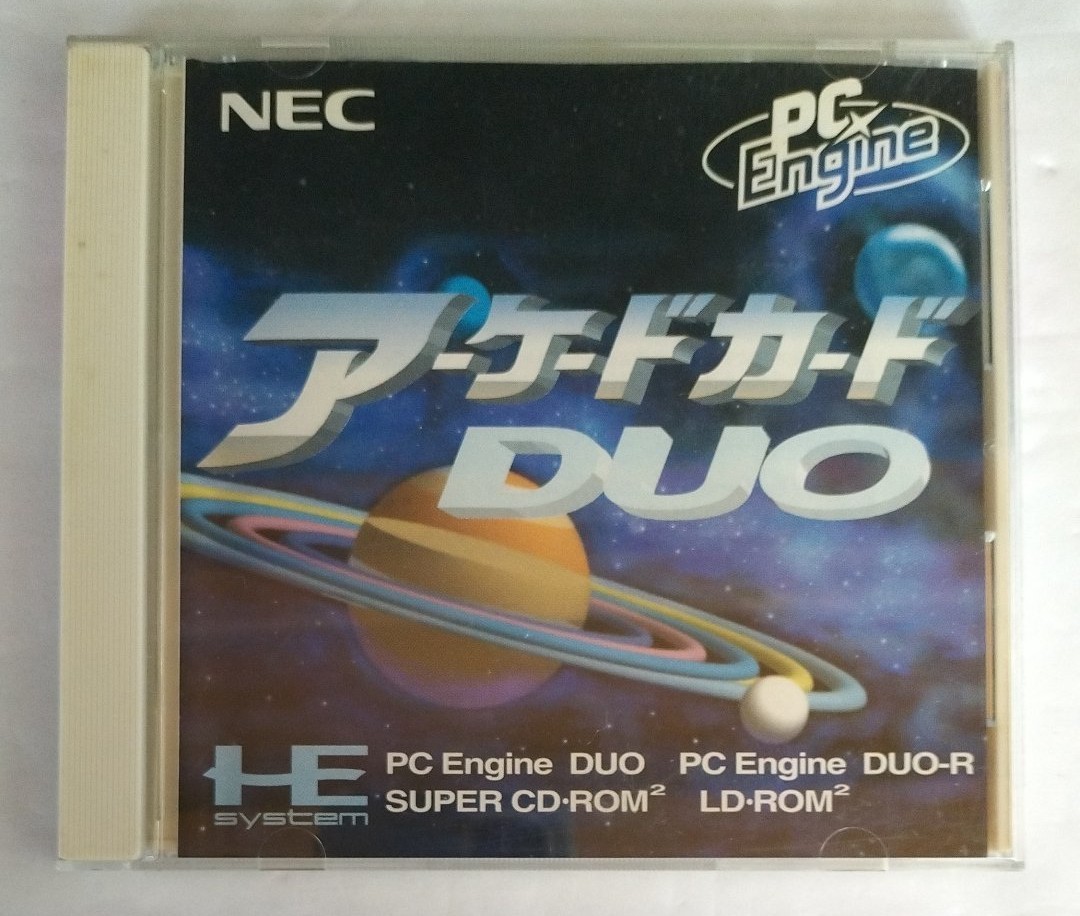 NEC
PC Engine
アーケードカード
DUO
HE system
PC Engine DUO PC Engine DUO-R
SUPER CD・ROM² LD・ROM²